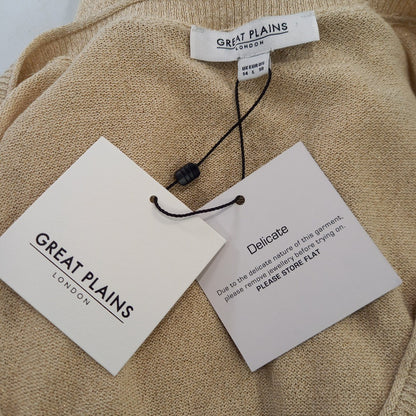 GREAT PLAINS
LONDON
GREAT PLAINS
LONDON
Delicate
Due to the delicate nature of this garment,
please remove jewellery before trying on.
PLEASE STORE FLAT